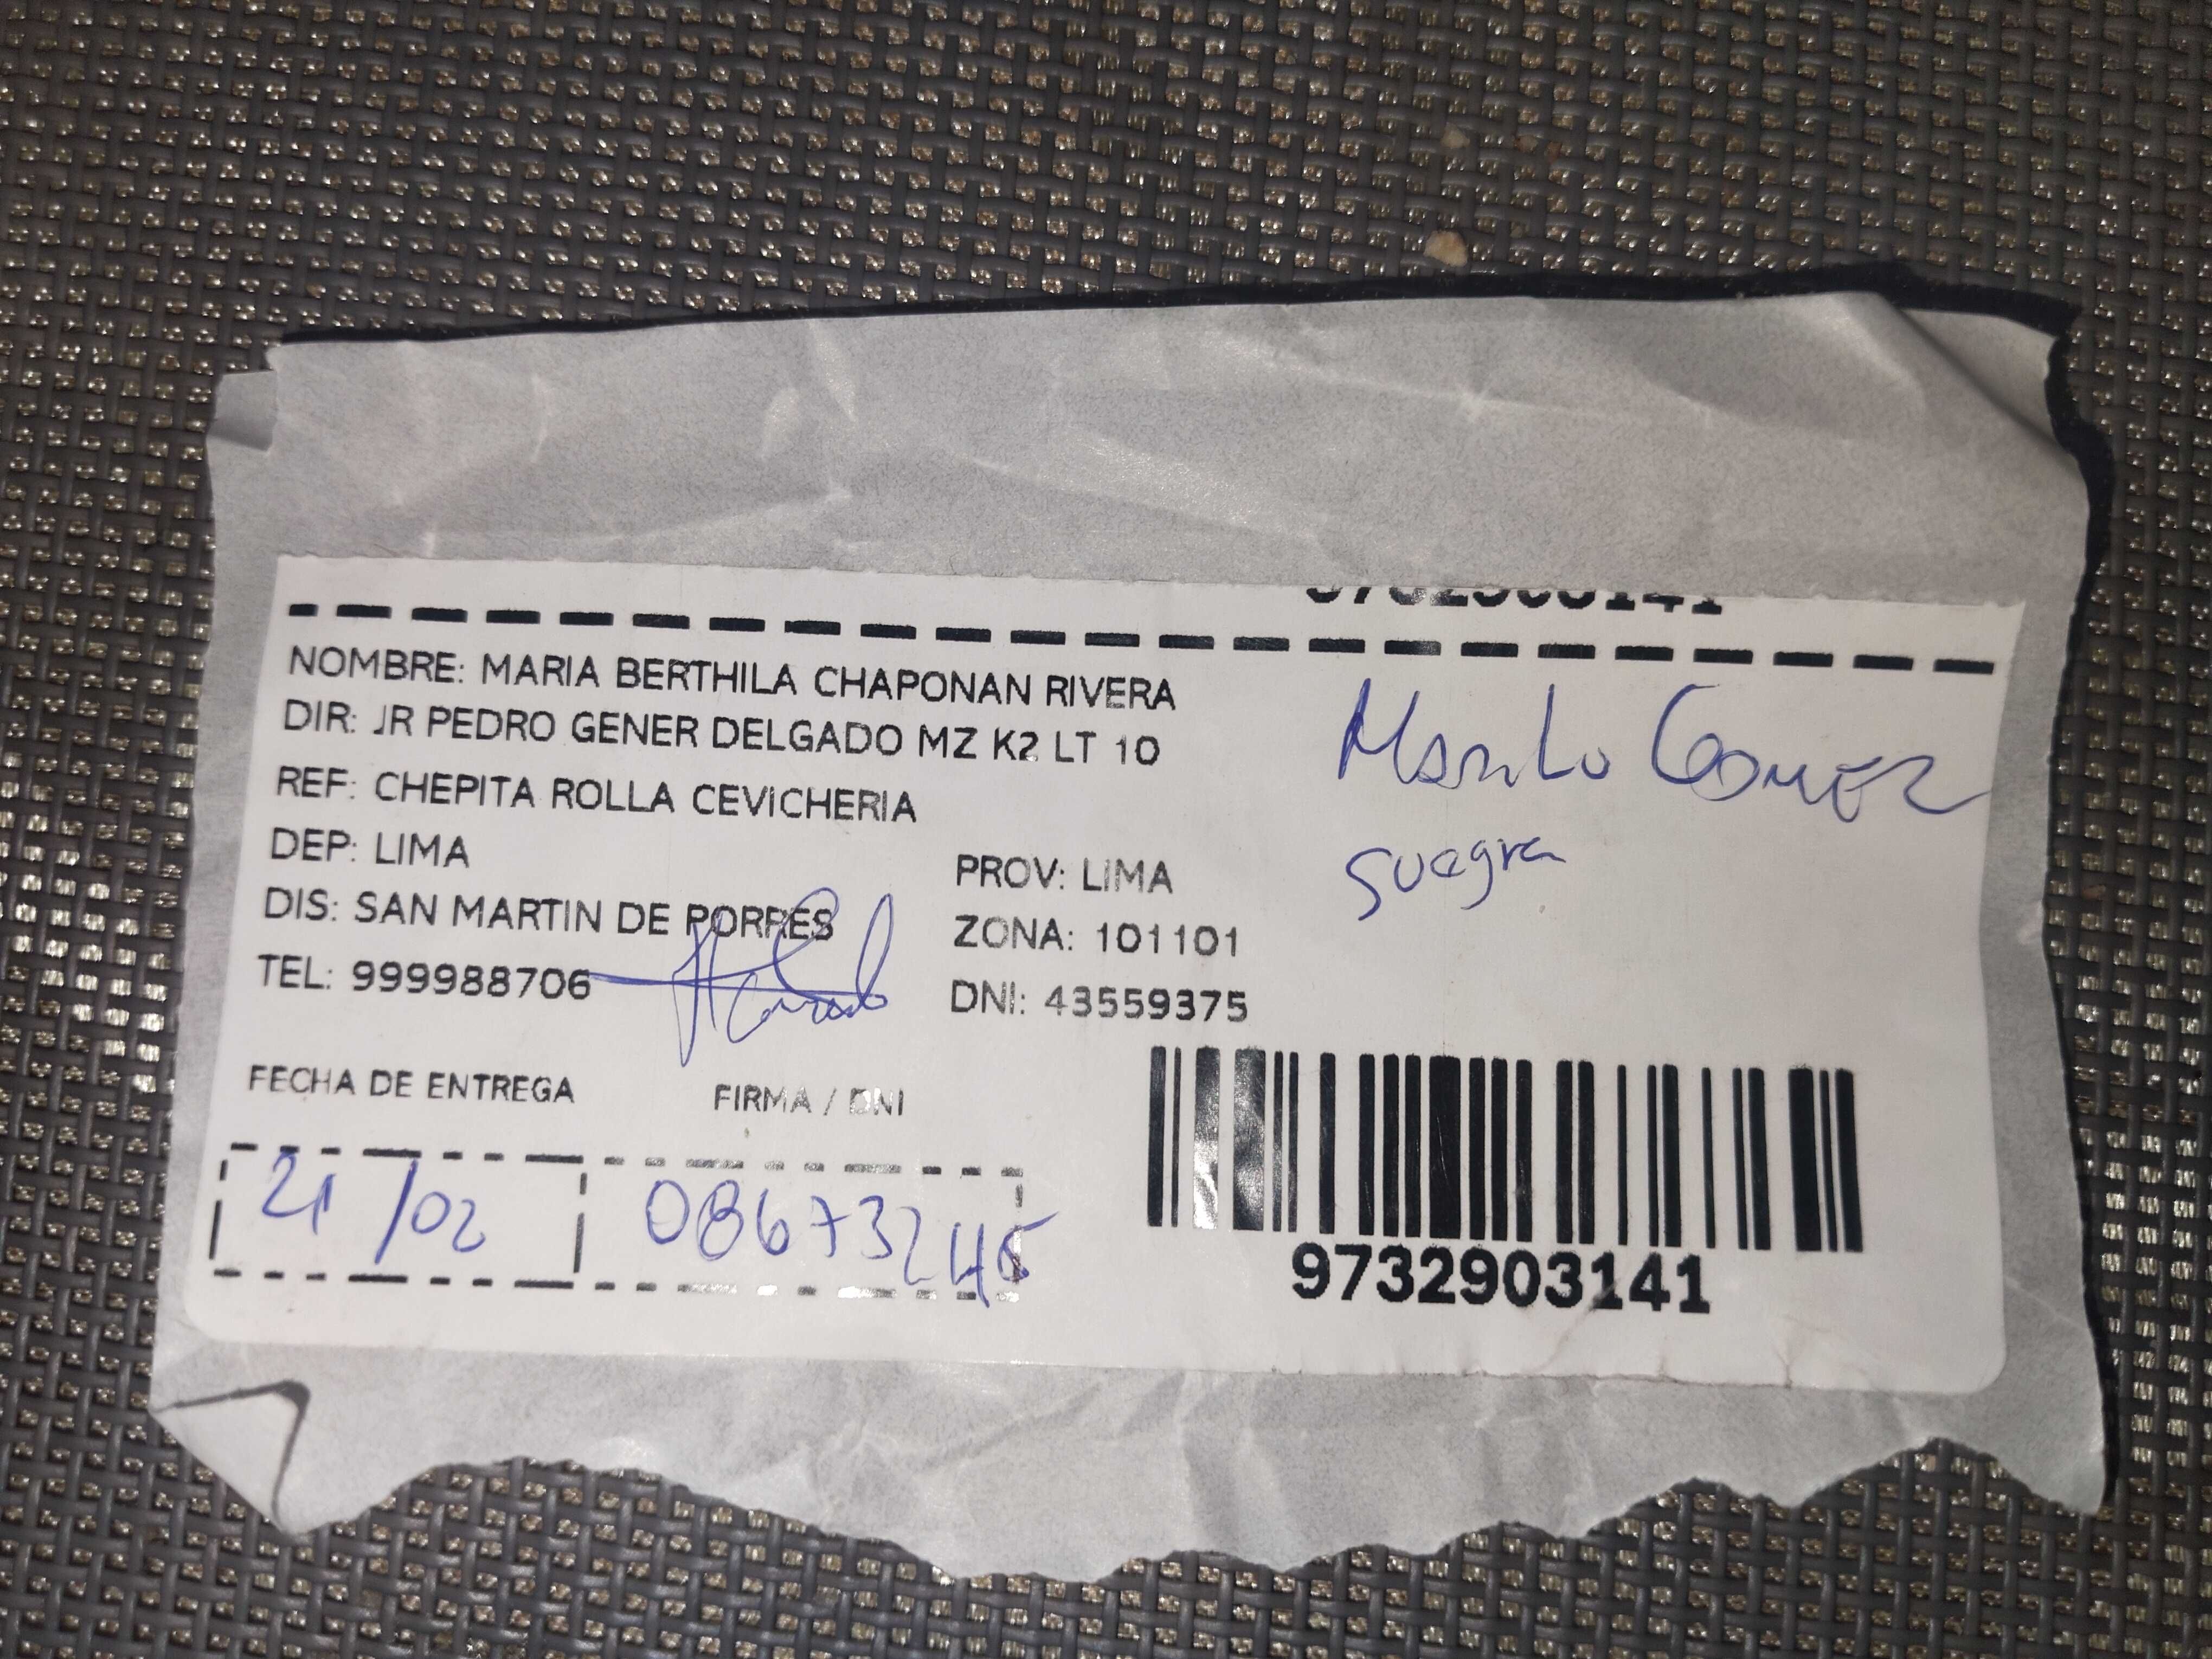 NOMBRE: MARIA BERTHILA CHAPONAN RIVERA
DIR: JR PEDRO GENER DELGADO MZ K2 LT 10
REF: CHEPITA ROLLA CEVICHERIA
DEP: LIMA
PROV: LIMA
DIS: SAN MARTIN DE PORRES
ZONA: 101101
TEL: 999988706
DNI: 43559375
Gomez
suegra
FECHA DE ENTREGA
FIRMA / DNI
21/02
08673245
9732903141